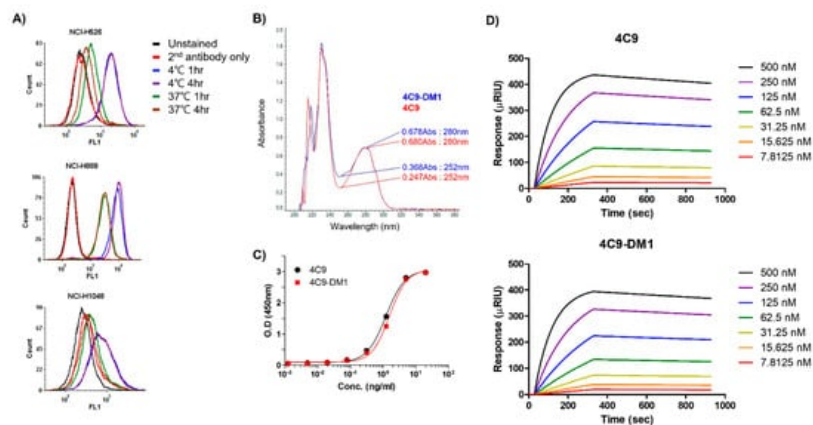 A)
NCI-H526
Count
FL1
Unstained
2nd antibody only
4℃ 1hr
4℃ 4hr
37℃ 1hr
37℃ 4hr
Count
FL1
NCI-H1048
Count
FL1
B)
Absorbance
4C9-DM1
4C9
0.678Abs : 280nm
0.680Abs : 280nm
0.368Abs : 252nm
0.247Abs : 252nm
Wavelength (nm)
C)
4C9
4C9-DM1
O.D (450nm)
3
2
1
0
Conc. (ng/ml)
D)
4C9
Response (μRIU)
500
400
300
200
100
0
0 200 400 600 800 1000
Time (sec)
500 nM
250 nM
125 nM
62.5 nM
31.25 nM
15.625 nM
7.8125 nM
4C9-DM1
Response (μRIU)
500
400
300
200
100
0
0 200 400 600 800 1000
Time (sec)
500 nM
250 nM
125 nM
62.5 nM
31.25 nM
15.625 nM
7.8125 nM